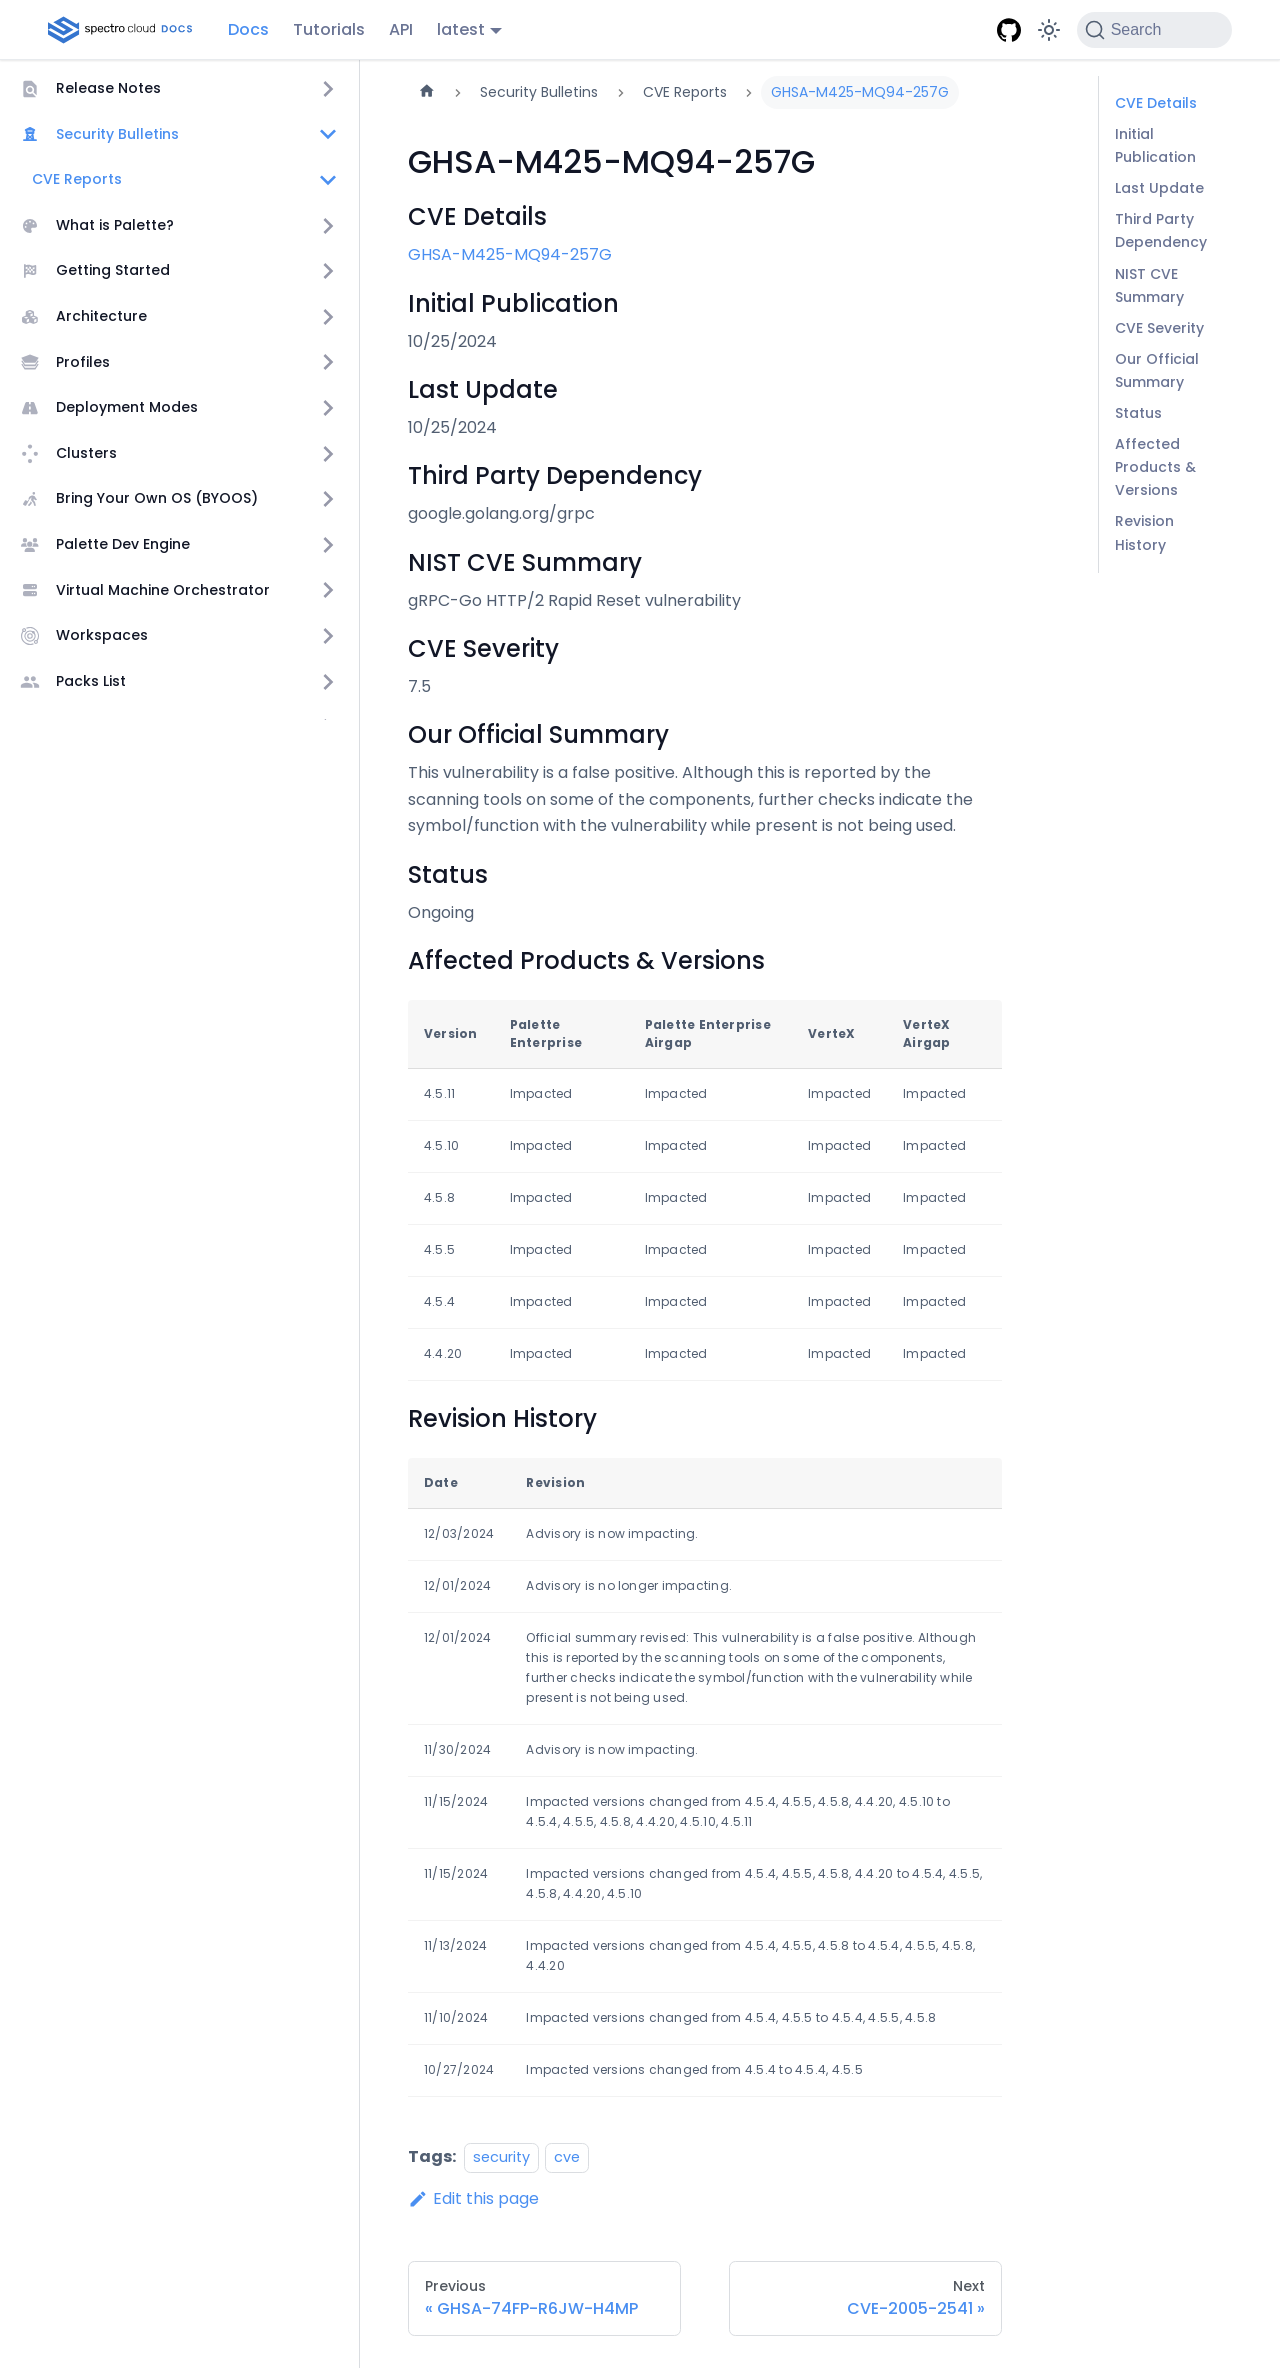 spectro cloud DOCS Docs Tutorials API latest Search
Release Notes
Security Bulletins
CVE Reports
What is Palette?
Getting Started
Architecture
Profiles
Deployment Modes
Clusters
Bring Your Own OS (BYOOS)
Palette Dev Engine
Virtual Machine Orchestrator
Workspaces
Packs List
Security Bulletins CVE Reports GHSA-M425-MQ94-257G
GHSA-M425-MQ94-257G
CVE Details
GHSA-M425-MQ94-257G
Initial Publication
10/25/2024
Last Update
10/25/2024
Third Party Dependency
google.golang.org/grpc
NIST CVE Summary
gRPC-Go HTTP/2 Rapid Reset vulnerability
CVE Severity
7.5
Our Official Summary
This vulnerability is a false positive. Although this is reported by the
scanning tools on some of the components, further checks indicate the
symbol/function with the vulnerability while present is not being used.
Status
Ongoing
Affected Products & Versions
Version Palette Enterprise Palette Enterprise Airgap VerteX VerteX Airgap
4.5.11 Impacted Impacted Impacted Impacted
4.5.10 Impacted Impacted Impacted Impacted
4.5.8 Impacted Impacted Impacted Impacted
4.5.5 Impacted Impacted Impacted Impacted
4.5.4 Impacted Impacted Impacted Impacted
4.4.20 Impacted Impacted Impacted Impacted
Revision History
Date Revision
12/03/2024 Advisory is now impacting.
12/01/2024 Advisory is no longer impacting.
12/01/2024 Official summary revised: This vulnerability is a false positive. Although
this is reported by the scanning tools on some of the components,
further checks indicate the symbol/function with the vulnerability while
present is not being used.
11/30/2024 Advisory is now impacting.
11/15/2024 Impacted versions changed from 4.5.4, 4.5.5, 4.5.8, 4.4.20, 4.5.10 to
4.5.4, 4.5.5, 4.5.8, 4.4.20, 4.5.10, 4.5.11
11/15/2024 Impacted versions changed from 4.5.4, 4.5.5, 4.5.8, 4.4.20 to 4.5.4, 4.5.5,
4.5.8, 4.4.20, 4.5.10
11/13/2024 Impacted versions changed from 4.5.4, 4.5.5, 4.5.8 to 4.5.4, 4.5.5, 4.5.8,
4.4.20
11/10/2024 Impacted versions changed from 4.5.4, 4.5.5 to 4.5.4, 4.5.5, 4.5.8
10/27/2024 Impacted versions changed from 4.5.4 to 4.5.4, 4.5.5
Tags: security cve
Edit this page
Previous
« GHSA-74FP-R6JW-H4MP
Next
CVE-2005-2541 »
CVE Details
Initial
Publication
Last Update
Third Party
Dependency
NIST CVE
Summary
CVE Severity
Our Official
Summary
Status
Affected
Products &
Versions
Revision
History